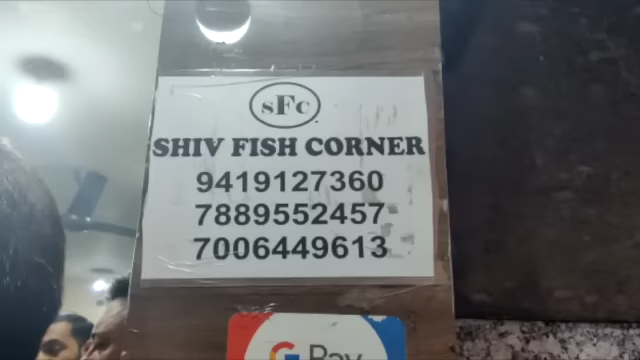 SFC
SHIV FISH CORNER
9419127360
7889552457
7006449613
G Pay